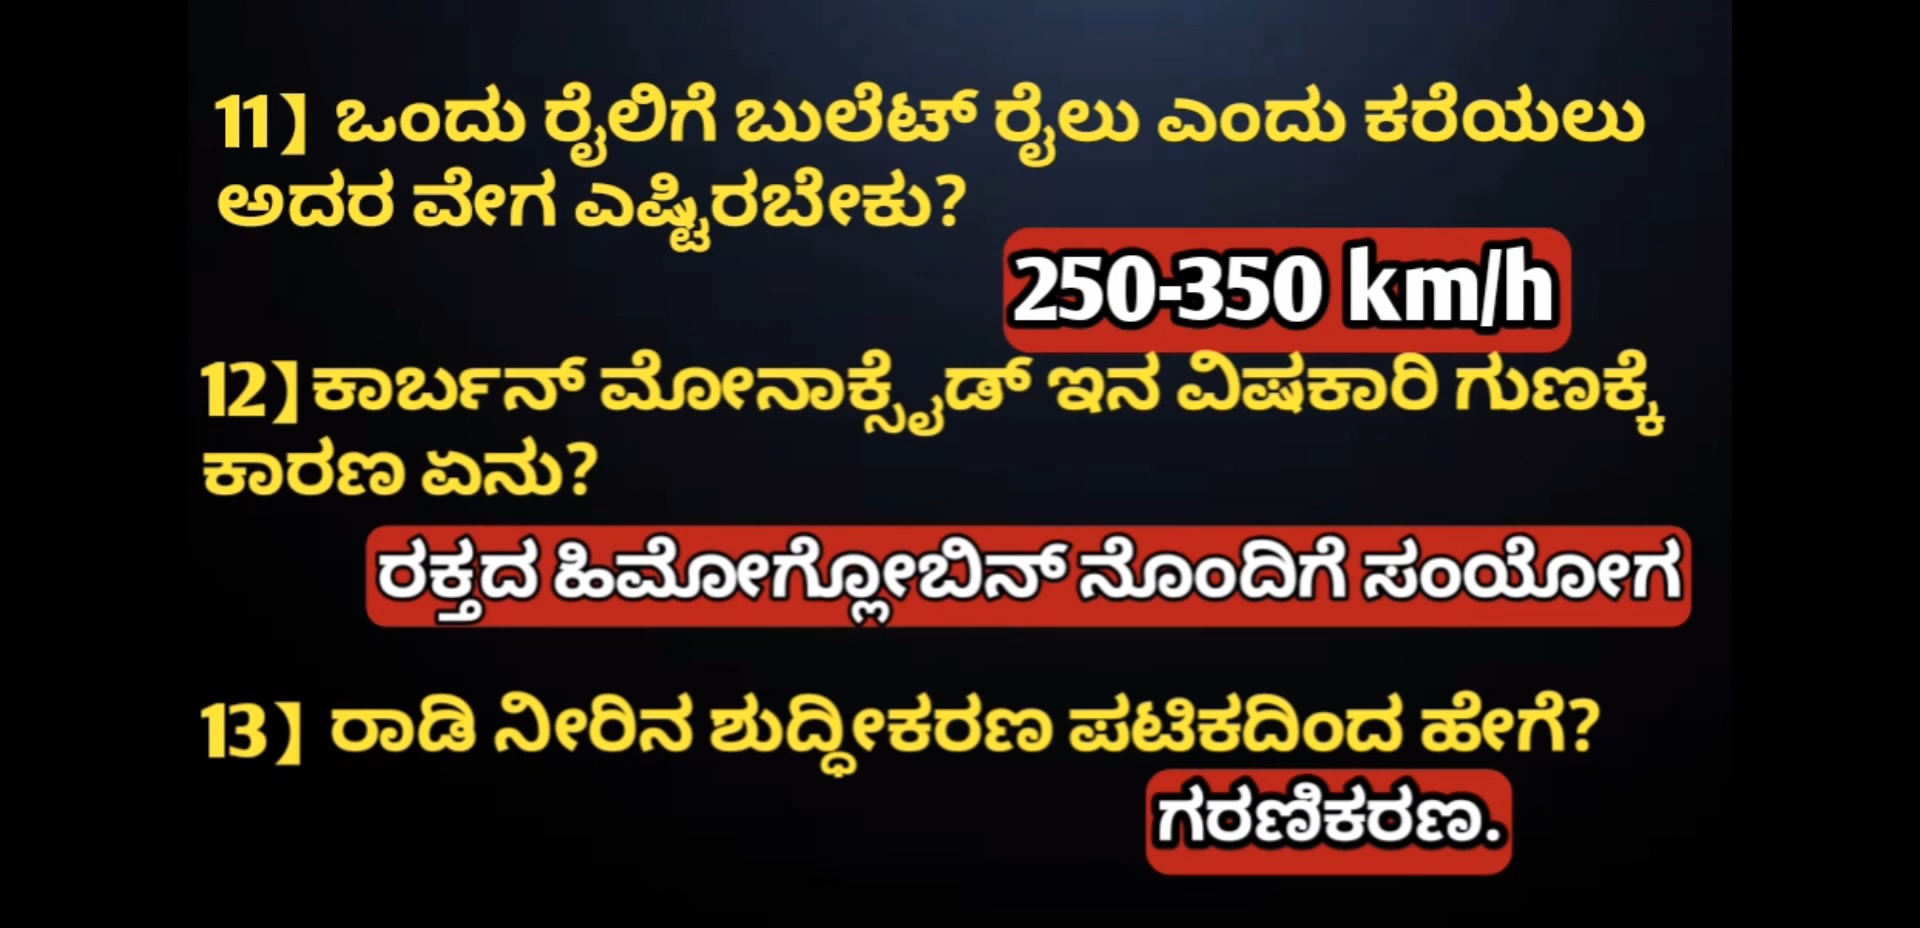 11】 ಒಂದು ರೈಲಿಗೆ ಬುಲೆಟ್ ರೈಲು ಎಂದು ಕರೆಯಲು
ಅದರ ವೇಗ ಎಷ್ಟಿರಬೇಕು?
250-350 km/h
12】ಕಾರ್ಬನ್ ಮೋನಾಕ್ಸೈಡ್ ಇನ ವಿಷಕಾರಿ ಗುಣಕ್ಕೆ
ಕಾರಣ ಏನು?
ರಕ್ತದ ಹಿಮೋಗ್ಲೋಬಿನ್ ನೊಂದಿಗೆ ಸಂಯೋಗ
13】 ರಾಡಿ ನೀರಿನ ಶುದ್ಧೀಕರಣ ಪಟಿಕದಿಂದ ಹೇಗೆ?
ಗರಣಿಕರಣ.